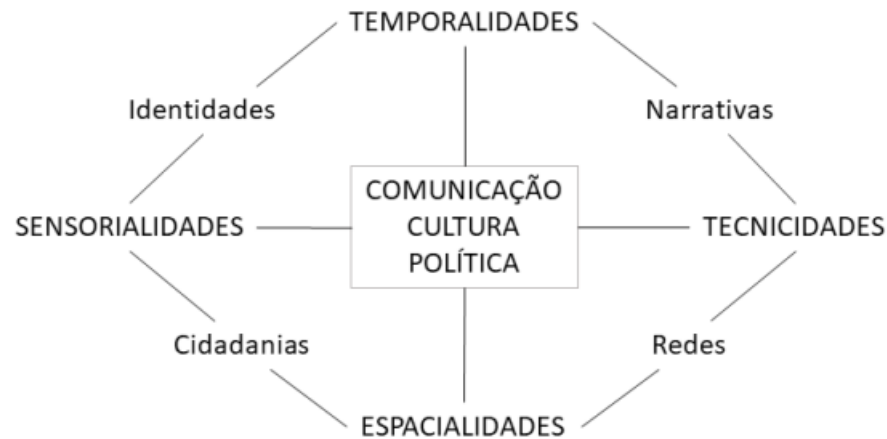 TEMPORALIDADES
Identidades
Narrativas
COMUNICAÇÃO
CULTURA
POLÍTICA
SENSORIALIDADES
TECNICIDADES
Cidadanias
Redes
ESPACIALIDADES